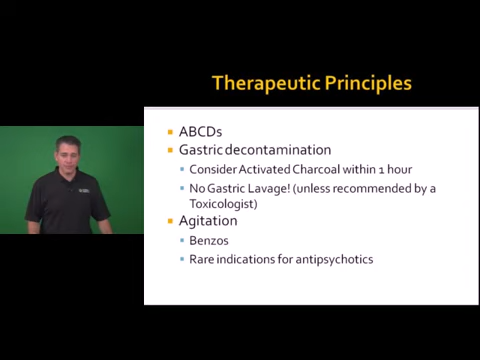 Therapeutic Principles
ABCDs
Gastric decontamination
Consider Activated Charcoal within 1 hour
No Gastric Lavage! (unless recommended by a
Toxicologist)
Agitation
Benzos
Rare indications for antipsychotics